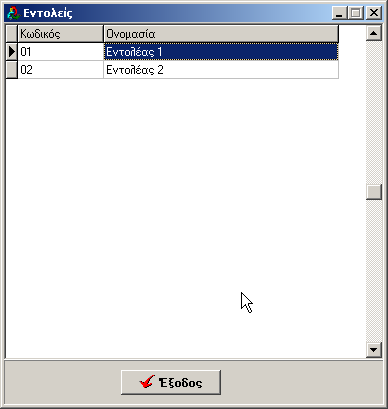 Εντολείς
Κωδικός Ονομασία
01 Εντολέας 1
02 Εντολέας 2
Έξοδος